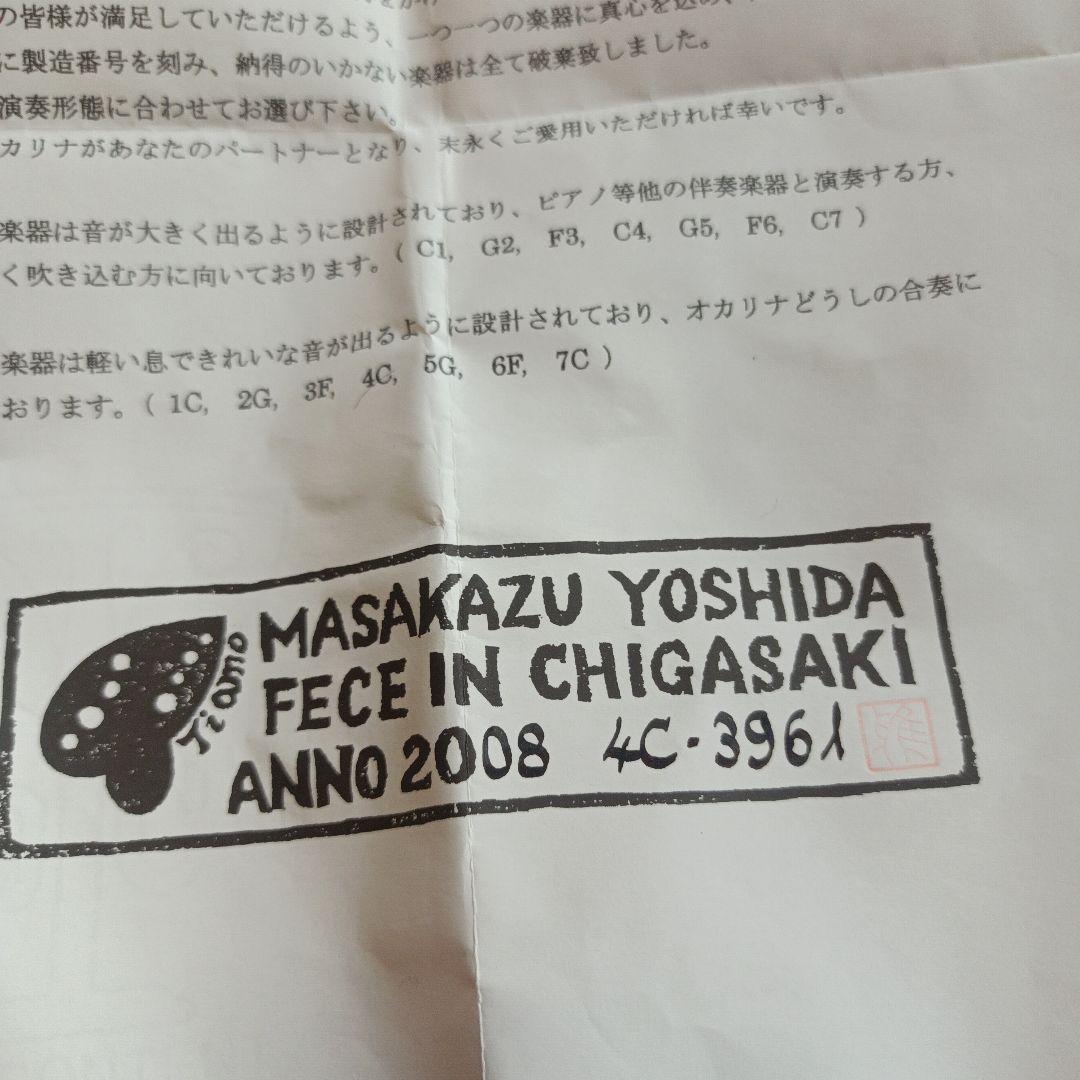 の皆様が満足していただけるよう、一つ一つの楽器に真心を込め、
に製造番号を刻み、納得のいかない楽器は全て破棄致しました。
演奏形態に合わせてお選び下さい。
カリナがあなたのパートナーとなり、末永くご愛用いただければ幸いです。
楽器は音が大きく出るように設計されており、ピアノ等他の伴奏楽器と演奏する方、
く吹き込む方に向いております。( C1, G2, F3, C4, G5, F6, C7 )
楽器は軽い息できれいな音が出るように設計されており、オカリナどうしの合奏に
おります。( 1C, 2G, 3F, 4C, 5G, 6F, 7C )
Tiamo
MASAKAZU YOSHIDA
FECE IN CHIGASAKI
ANNO 2008 4C-3961